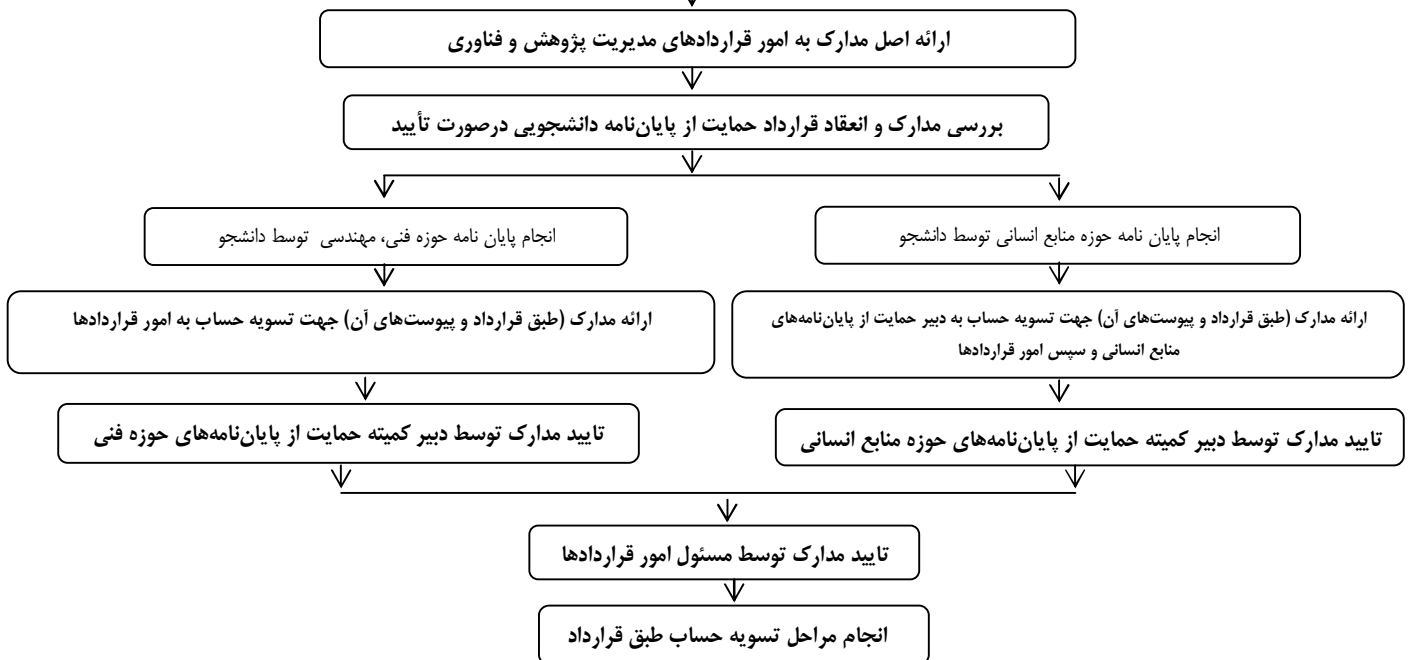 ارائه اصل مدارک به امور قراردادهای مدیریت پژوهش و فناوری
بررسی مدارک و انعقاد قرارداد حمایت از پایان‌نامه دانشجویی درصورت تأیید
انجام پایان نامه حوزه منابع انسانی توسط دانشجو
انجام پایان نامه حوزه فنی، مهندسی توسط دانشجو
ارائه مدارک (طبق قرارداد و پیوست‌های آن) جهت تسویه حساب به دبیر حمایت از پایان‌نامه‌های
منابع انسانی و سپس امور قراردادها
ارائه مدارک (طبق قرارداد و پیوست‌های آن) جهت تسویه حساب به امور قراردادها
تایید مدارک توسط دبیر کمیته حمایت از پایان‌نامه‌های حوزه منابع انسانی
تایید مدارک توسط دبیر کمیته حمایت از پایان‌نامه‌های حوزه فنی
تایید مدارک توسط مسئول امور قراردادها
انجام مراحل تسویه حساب طبق قرارداد